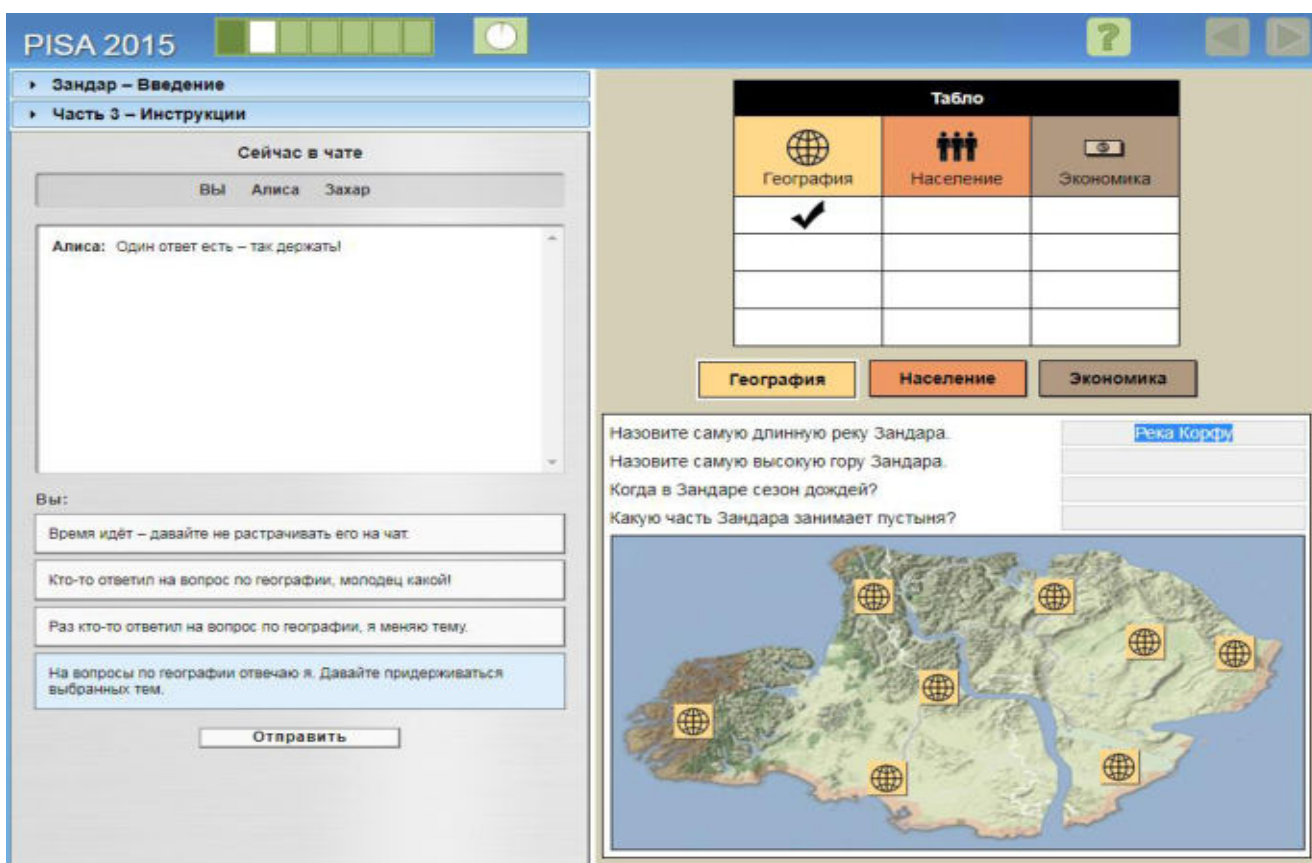 PISA 2015
?
Зандар – Введение
Часть 3 – Инструкции
Сейчас в чате
ВЫ Алиса Захар
Алиса: Один ответ есть – так держать!
Вы:
Время идёт – давайте не растрачивать его на чат.
Кто-то ответил на вопрос по географии, молодец какой!
Раз кто-то ответил на вопрос по географии, я меняю тему.
На вопросы по географии отвечаю я. Давайте придерживаться
выбранных тем.
Отправить
Табло
География Население Экономика
География Население Экономика
Назовите самую длинную реку Зандара. Река Корфу
Назовите самую высокую гору Зандара.
Когда в Зандаре сезон дождей?
Какую часть Зандара занимает пустыня?